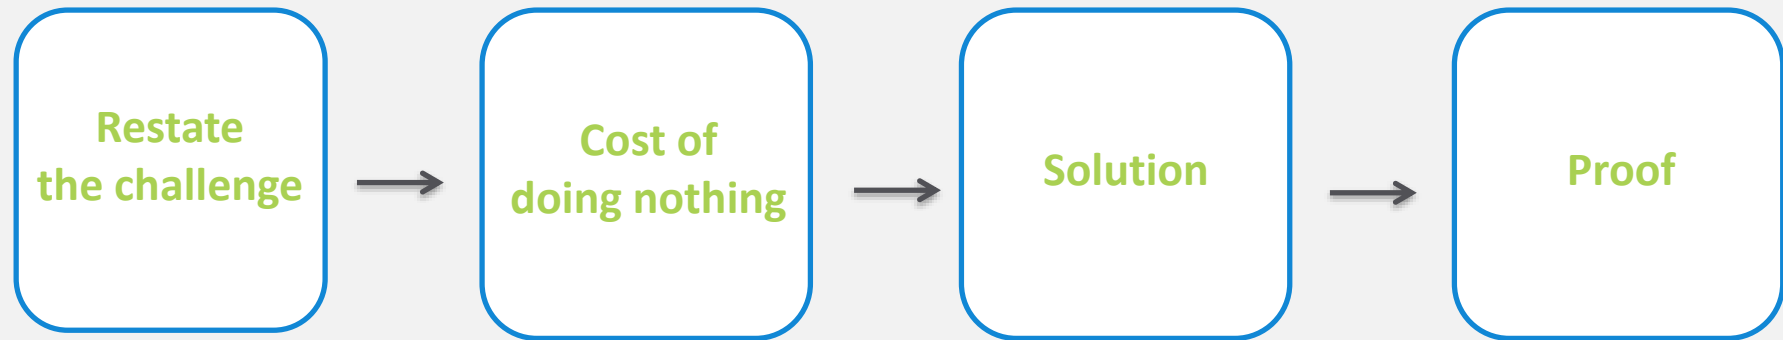 Restate
the challenge
Cost of
doing nothing
Solution
Proof